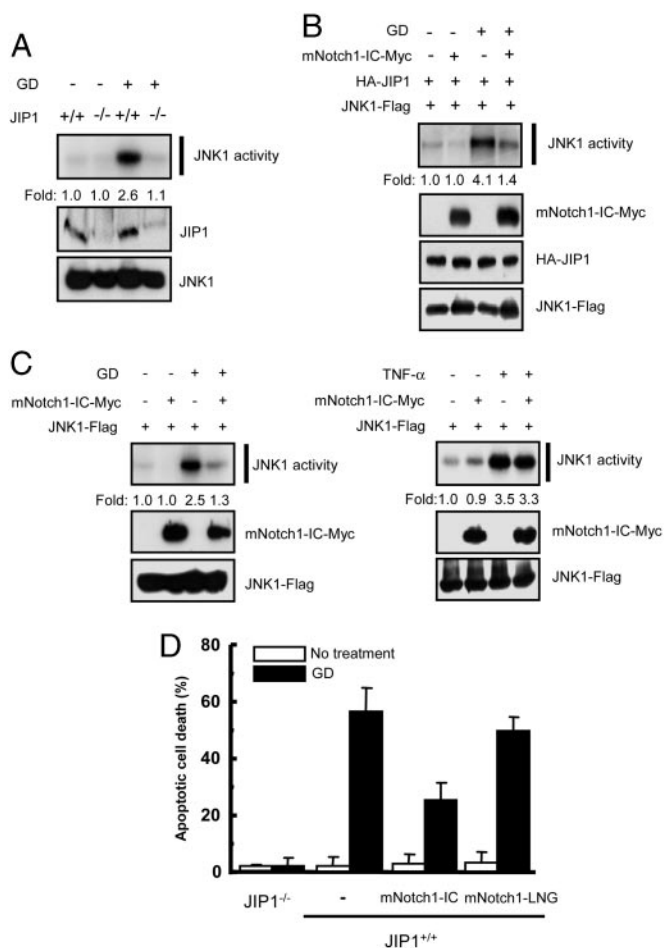 A
GD - - + +
JIP1 +/+ -/- +/+ -/-
JNK1 activity
Fold: 1.0 1.0 2.6 1.1
JIP1
JNK1
B
GD - - + +
mNotch1-IC-Myc - + - +
HA-JIP1 + + + +
JNK1-Flag + + + +
JNK1 activity
Fold: 1.0 1.0 4.1 1.4
mNotch1-IC-Myc
HA-JIP1
JNK1-Flag
C
GD - - + +
mNotch1-IC-Myc - + - +
JNK1-Flag + + + +
JNK1 activity
Fold: 1.0 1.0 2.5 1.3
mNotch1-IC-Myc
JNK1-Flag
TNF-α - - + +
mNotch1-IC-Myc - + - +
JNK1-Flag + + + +
JNK1 activity
Fold: 1.0 0.9 3.5 3.3
mNotch1-IC-Myc
JNK1-Flag
D
Apoptotic cell death (%)
80
60
40
20
0
No treatment
GD
JIP1-/- - mNotch1-IC mNotch1-LNG
JIP1+/+